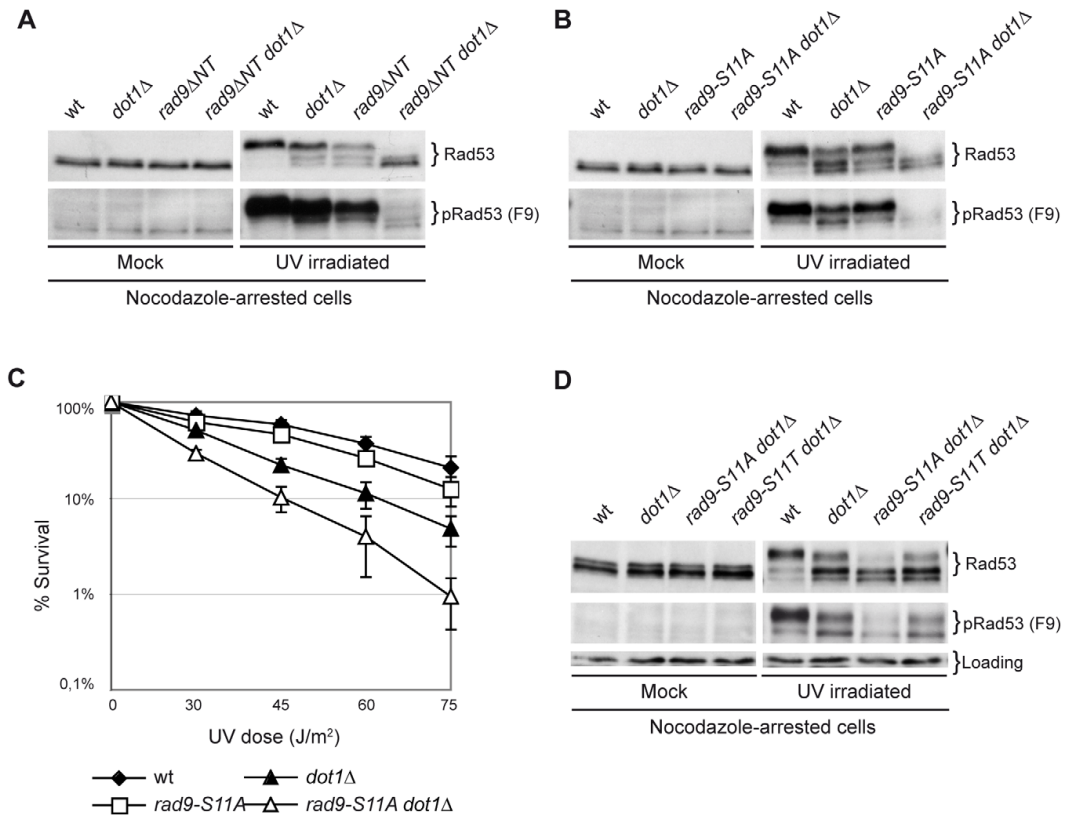 A
wt
dot1Δ
rad9ΔNT
rad9ΔNT dot1Δ
wt
dot1Δ
rad9ΔNT
rad9ΔNT dot1Δ
} Rad53
} pRad53 (F9)
Mock
UV irradiated
Nocodazole-arrested cells
B
wt
dot1Δ
rad9-S11A
rad9-S11A dot1Δ
wt
dot1Δ
rad9-S11A
rad9-S11A dot1Δ
} Rad53
} pRad53 (F9)
Mock
UV irradiated
Nocodazole-arrested cells
C
% Survival
100%
10%
1%
0,1%
0 30 45 60 75
UV dose (J/m²)
wt
dot1Δ
rad9-S11A
rad9-S11A dot1Δ
D
wt
dot1Δ
rad9-S11A dot1Δ
rad9-S11T dot1Δ
wt
dot1Δ
rad9-S11A dot1Δ
rad9-S11T dot1Δ
} Rad53
} pRad53 (F9)
} Loading
Mock
UV irradiated
Nocodazole-arrested cells